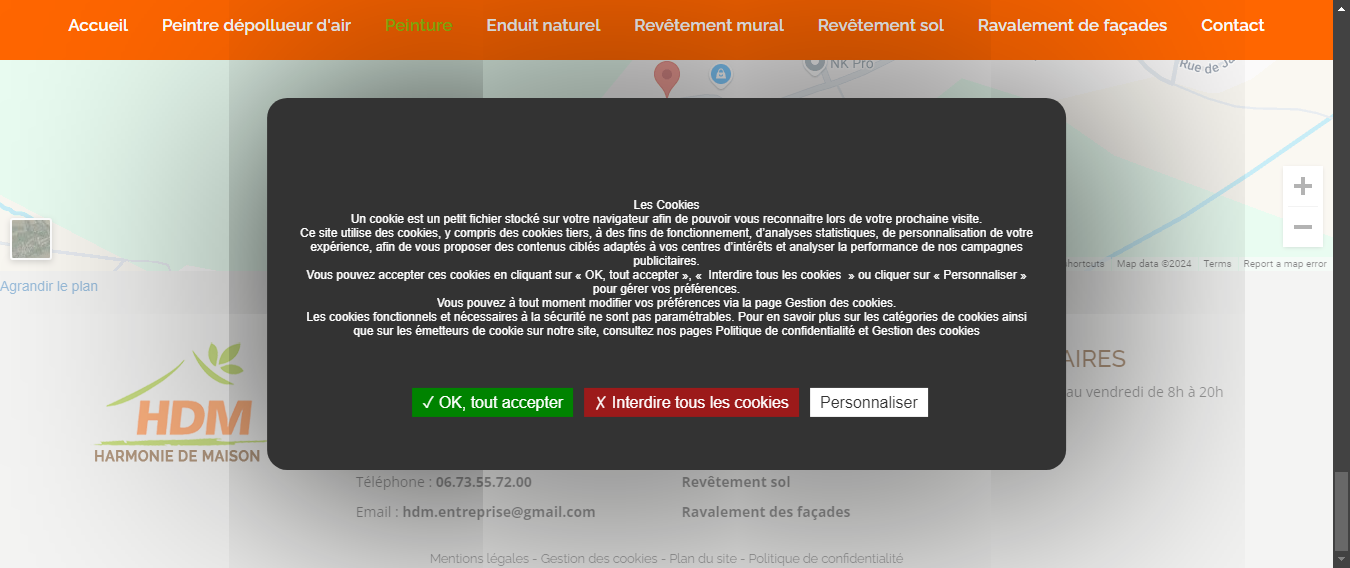 Accueil Peintre dépollueur d'air Peinture Enduit naturel Revêtement mural Revêtement sol Ravalement de façades Contact
NK Pro
Rue de
Les Cookies
Un cookie est un petit fichier stocké sur votre navigateur afin de pouvoir vous reconnaitre lors de votre prochaine visite.
Ce site utilise des cookies, y compris des cookies tiers, à des fins de fonctionnement, d'analyses statistiques, de personnalisation de votre
expérience, afin de vous proposer des contenus ciblés adaptés à vos centres d'intérêts et analyser la performance de nos campagnes
publicitaires.
Vous pouvez accepter ces cookies en cliquant sur « OK, tout accepter », « Interdire tous les cookies » ou cliquer sur « Personnaliser »
pour gérer vos préférences.
Vous pouvez à tout moment modifier vos préférences via la page Gestion des cookies.
Les cookies fonctionnels et nécessaires à la sécurité ne sont pas paramétrables. Pour en savoir plus sur les catégories de cookies ainsi
que sur les émetteurs de cookie sur notre site, consultez nos pages Politique de confidentialité et Gestion des cookies
✓ OK, tout accepter ✗ Interdire tous les cookies Personnaliser
Map data ©2024 Terms Report a map error
Agrandir le plan
HDM
HARMONIE DE MAISON
AIRES
au vendredi de 8h à 20h
Téléphone : 06.73.55.72.00
Email : hdm.entreprise@gmail.com
Revêtement sol
Ravalement des façades
Mentions légales - Gestion des cookies - Plan du site - Politique de confidentialité